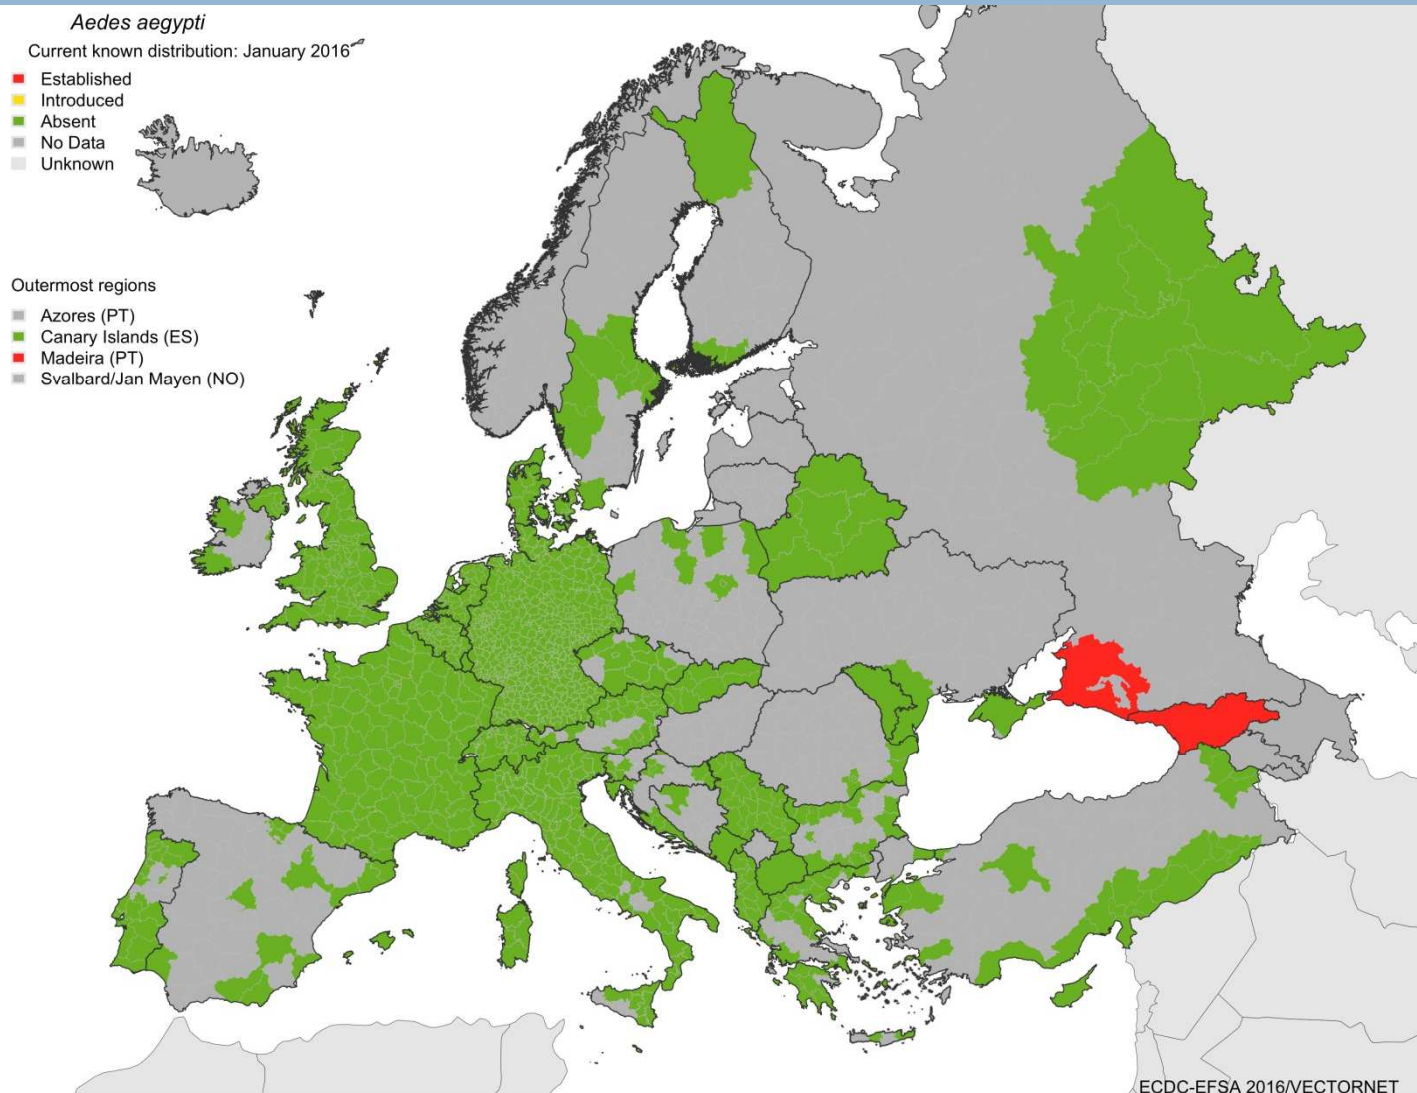 Aedes aegypti
Current known distribution: January 2016
Established
Introduced
Absent
No Data
Unknown
Outermost regions
Azores (PT)
Canary Islands (ES)
Madeira (PT)
Svalbard/Jan Mayen (NO)
ECDC-EFSA 2016/VECTORNET